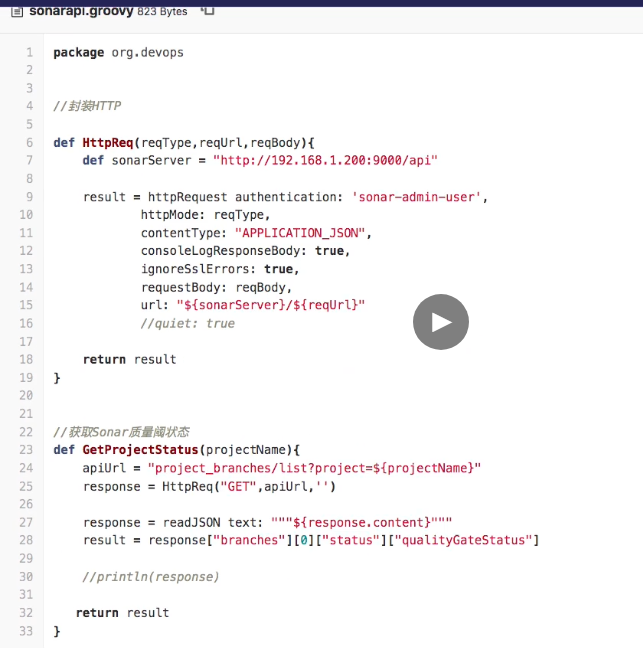 sonarapi.groovy 823 Bytes
1 package org.devops
2
3
4 //封装HTTP
5
6 def HttpReq(reqType,reqUrl,reqBody){
7     def sonarServer = "http://192.168.1.200:9000/api"
8
9     result = httpRequest authentication: 'sonar-admin-user',
10             httpMode: reqType,
11             contentType: "APPLICATION_JSON",
12             consoleLogResponseBody: true,
13             ignoreSslErrors: true,
14             requestBody: reqBody,
15             url: "${sonarServer}/${reqUrl}"
16             //quiet: true
17
18     return result
19 }
20
21
22 //获取Sonar质量阈状态
23 def GetProjectStatus(projectName){
24     apiUrl = "project_branches/list?project=${projectName}"
25     response = HttpReq("GET",apiUrl,'')
26
27     response = readJSON text: """${response.content}"""
28     result = response["branches"][0]["status"]["qualityGateStatus"]
29
30     //println(response)
31
32    return result
33 }